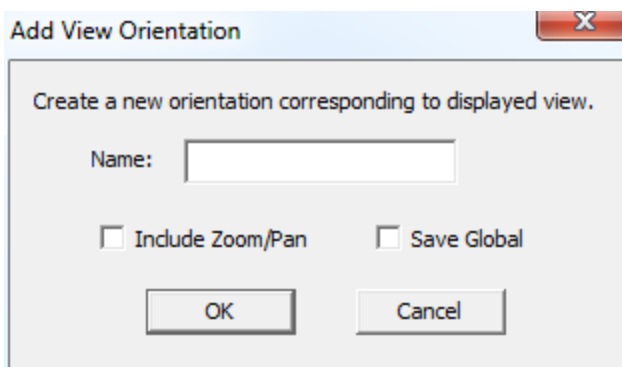 Add View Orientation
Create a new orientation corresponding to displayed view.
Name:
Include Zoom/Pan Save Global
OK Cancel